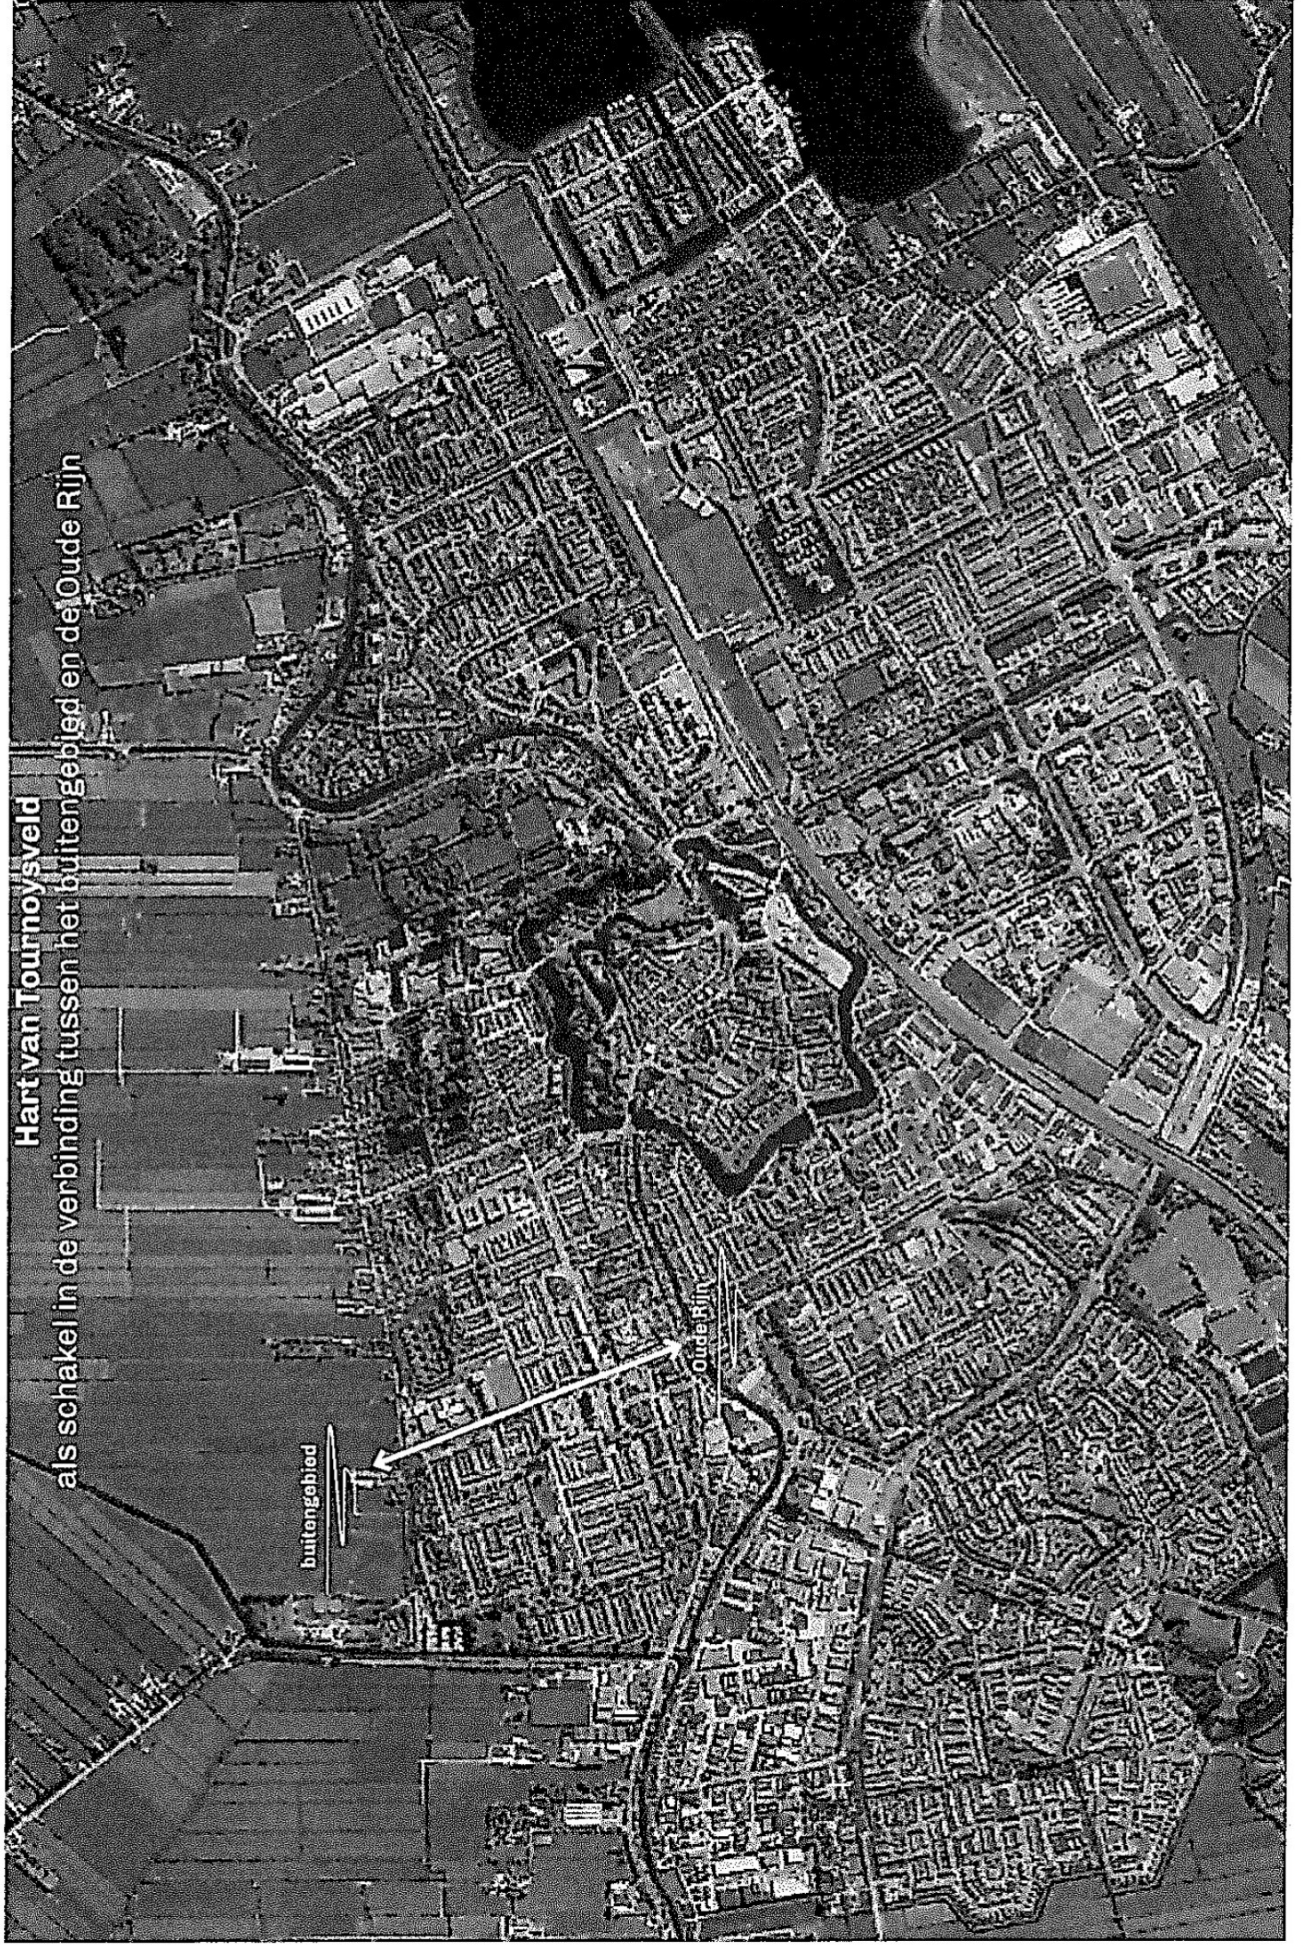 Hart van Tournoysveld
als schakel in de verbinding tussen het buitengebied en de Oude Rijn
buitengebied
Oude Rijn